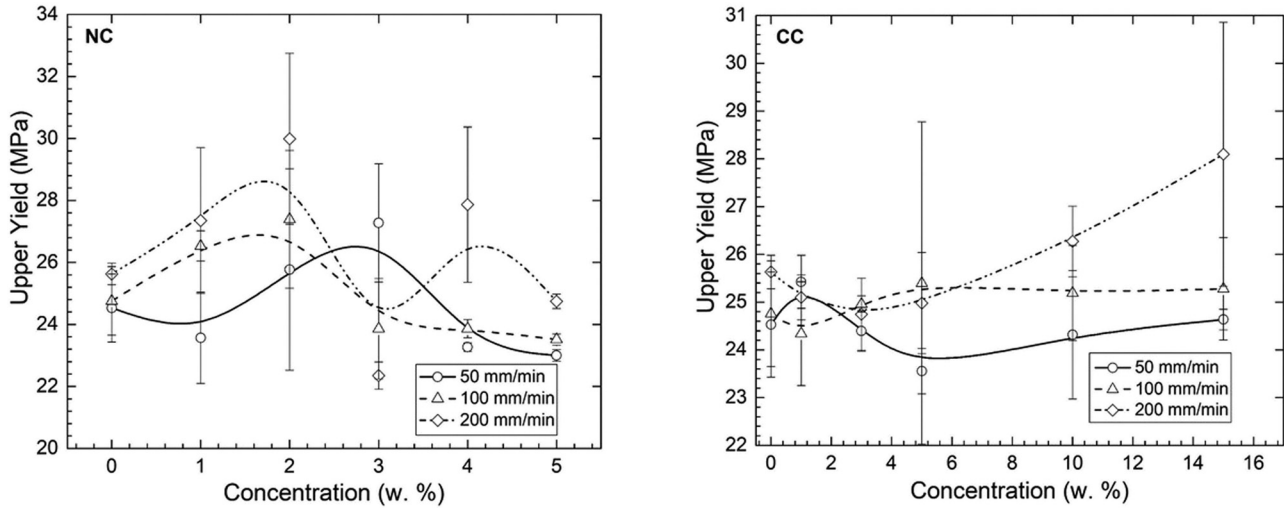 NC
34
32
30
28
26
24
22
20
Upper Yield (MPa)
0 1 2 3 4 5
Concentration (w. %)
50 mm/min
100 mm/min
200 mm/min
CC
31
30
29
28
27
26
25
24
23
22
Upper Yield (MPa)
0 2 4 6 8 10 12 14 16
Concentration (w. %)
50 mm/min
100 mm/min
200 mm/min